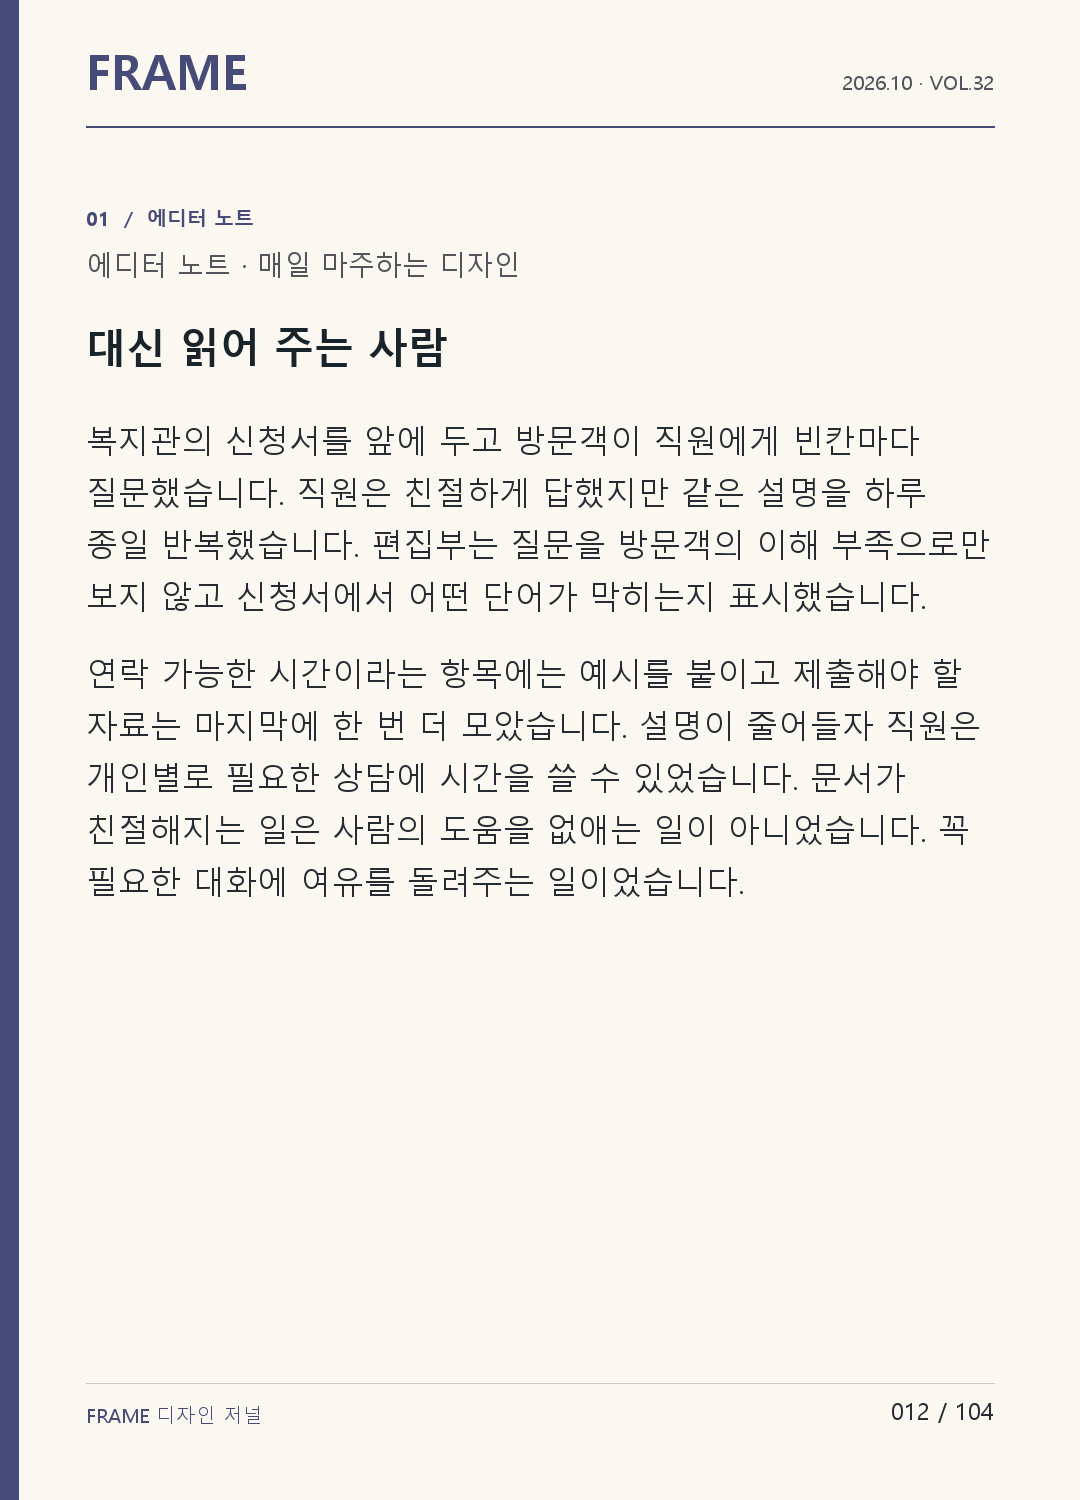 FRAME
2026.10 · VOL.32
01 / 에디터 노트
에디터 노트 · 매일 마주하는 디자인
대신 읽어 주는 사람
복지관의 신청서를 앞에 두고 방문객이 직원에게 빈칸마다
질문했습니다. 직원은 친절하게 답했지만 같은 설명을 하루
종일 반복했습니다. 편집부는 질문을 방문객의 이해 부족으로만
보지 않고 신청서에서 어떤 단어가 막히는지 표시했습니다.
연락 가능한 시간이라는 항목에는 예시를 붙이고 제출해야 할
자료는 마지막에 한 번 더 모았습니다. 설명이 줄어들자 직원은
개인별로 필요한 상담에 시간을 쓸 수 있었습니다. 문서가
친절해지는 일은 사람의 도움을 없애는 일이 아니었습니다. 꼭
필요한 대화에 여유를 돌려주는 일이었습니다.
FRAME 디자인 저널
012 / 104